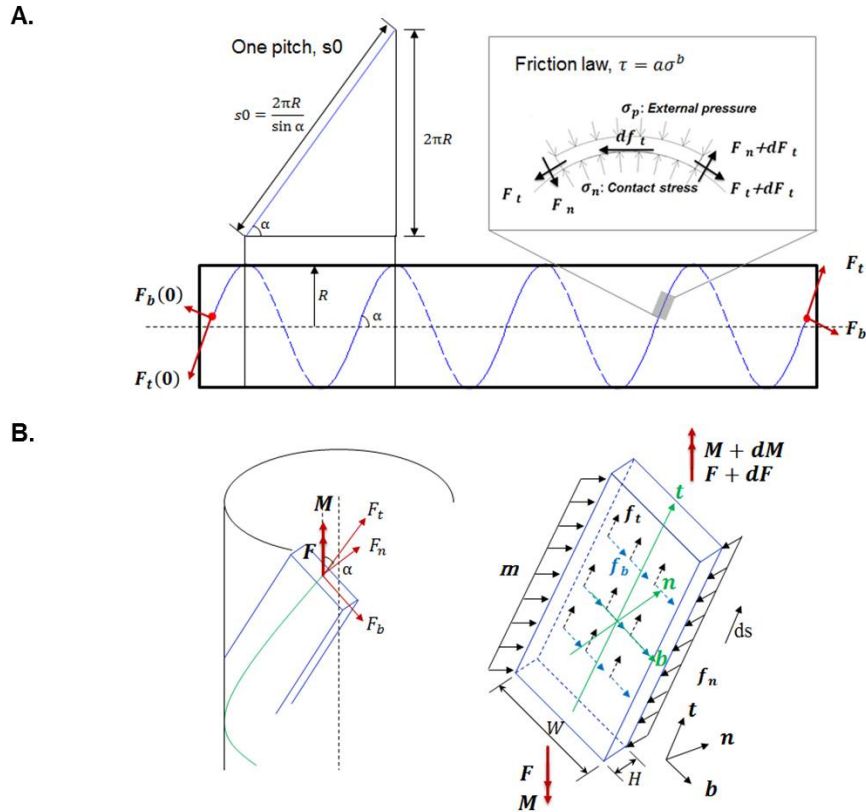 A.
One pitch, s0
s0 = 2πR / sin α
2πR
α
Friction law, τ = aσ^b
σ_p: External pressure
df_t
F_n+dF_t
F_t
F_n
σ_n: Contact stress
F_t+dF_t
F_b(0)
R
α
F_t
F_t(0)
F_b
B.
M
F_t
F
F_n
α
F_b
M + dM
F + dF
t
f_t
f_b
m
n
ds
b
f_n
W
t
H
n
F
b
M